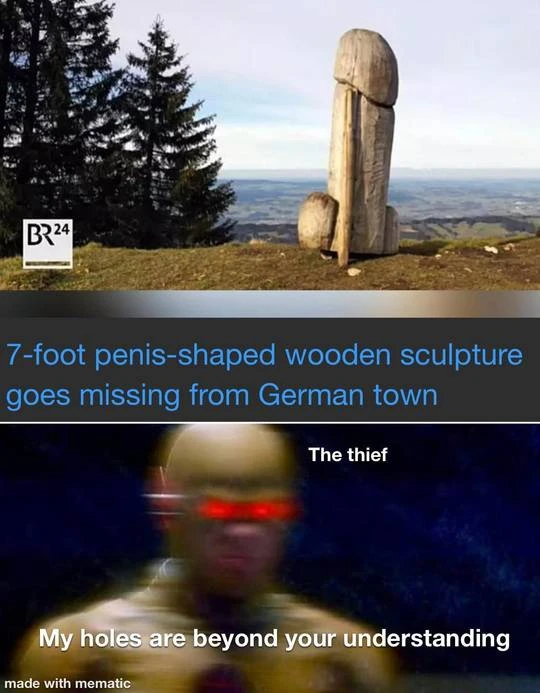 BR24
7-foot penis-shaped wooden sculpture
goes missing from German town
The thief
My holes are beyond your understanding
made with mematic